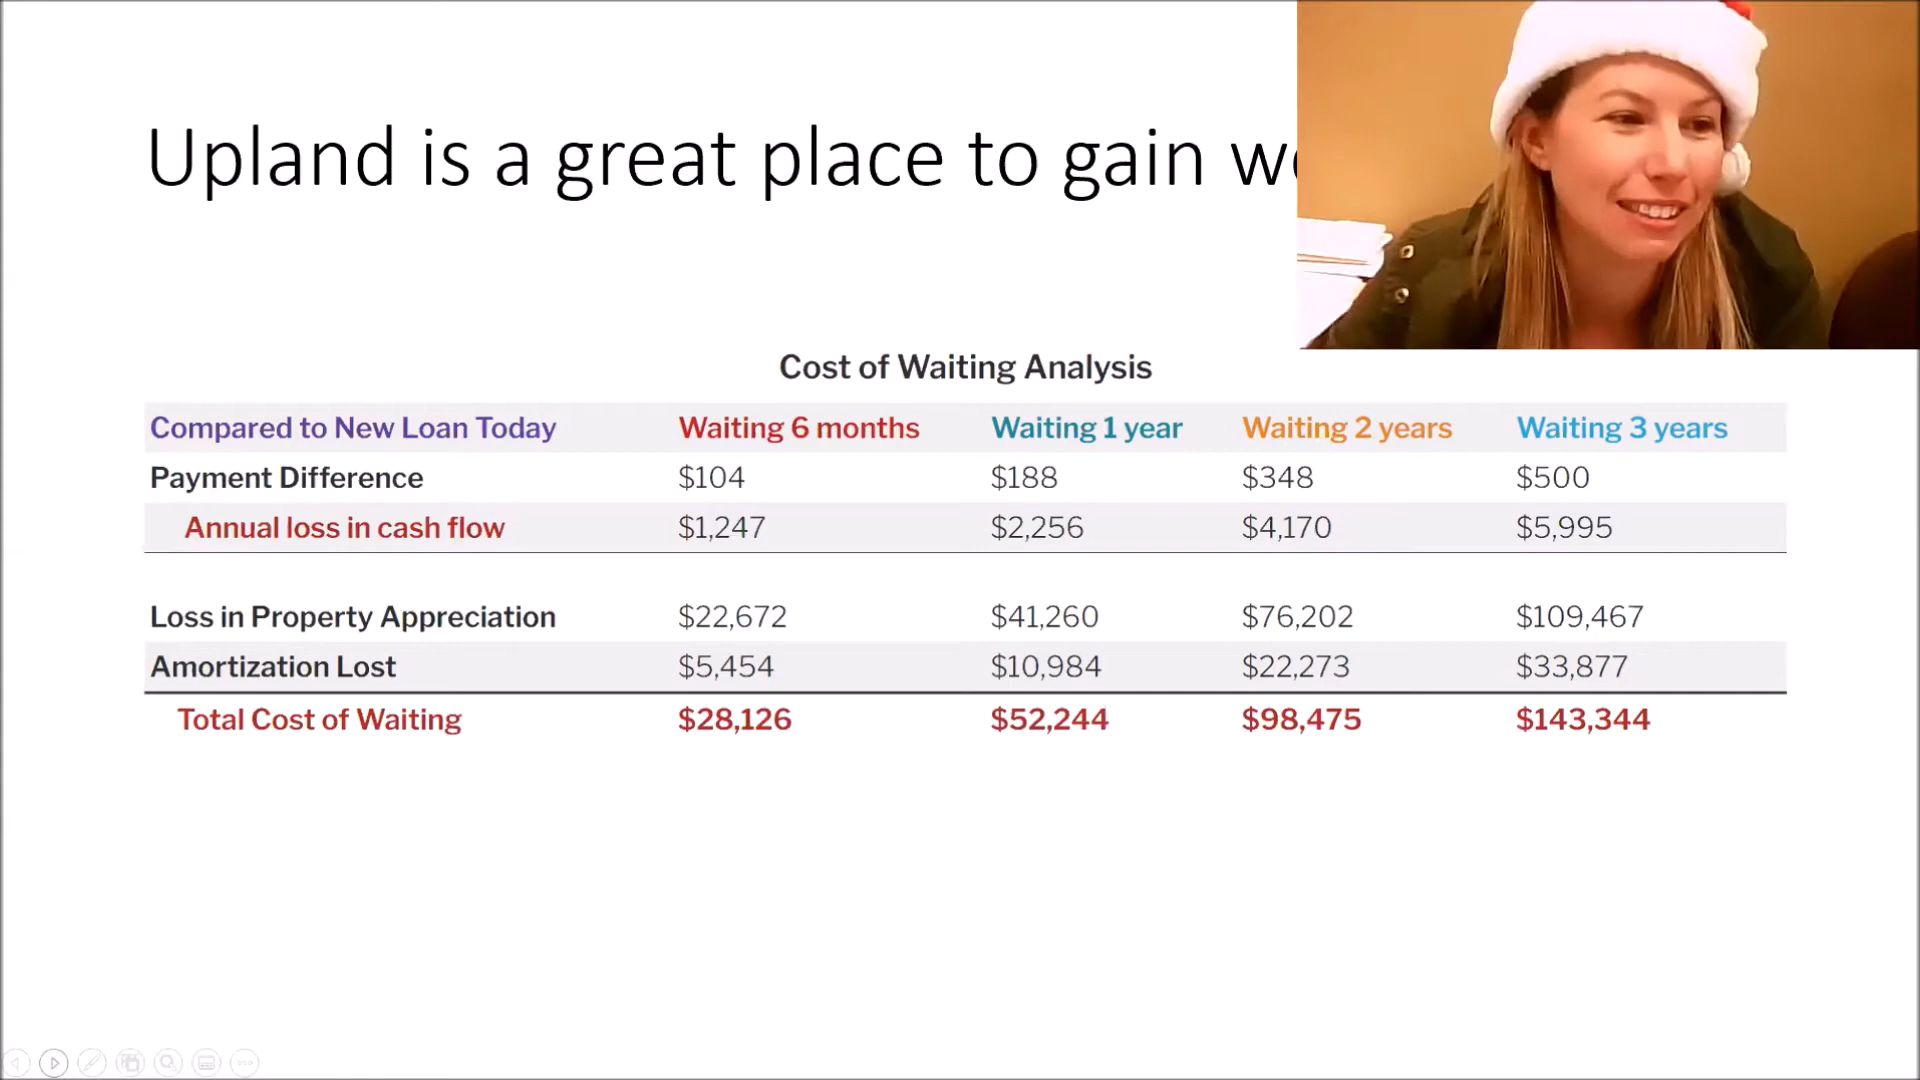 Upland is a great place to gain
Cost of Waiting Analysis
Compared to New Loan Today Waiting 6 months Waiting 1 year Waiting 2 years Waiting 3 years
Payment Difference $104 $188 $348 $500
Annual loss in cash flow $1,247 $2,256 $4,170 $5,995
Loss in Property Appreciation $22,672 $41,260 $76,202 $109,467
Amortization Lost $5,454 $10,984 $22,273 $33,877
Total Cost of Waiting $28,126 $52,244 $98,475 $143,344